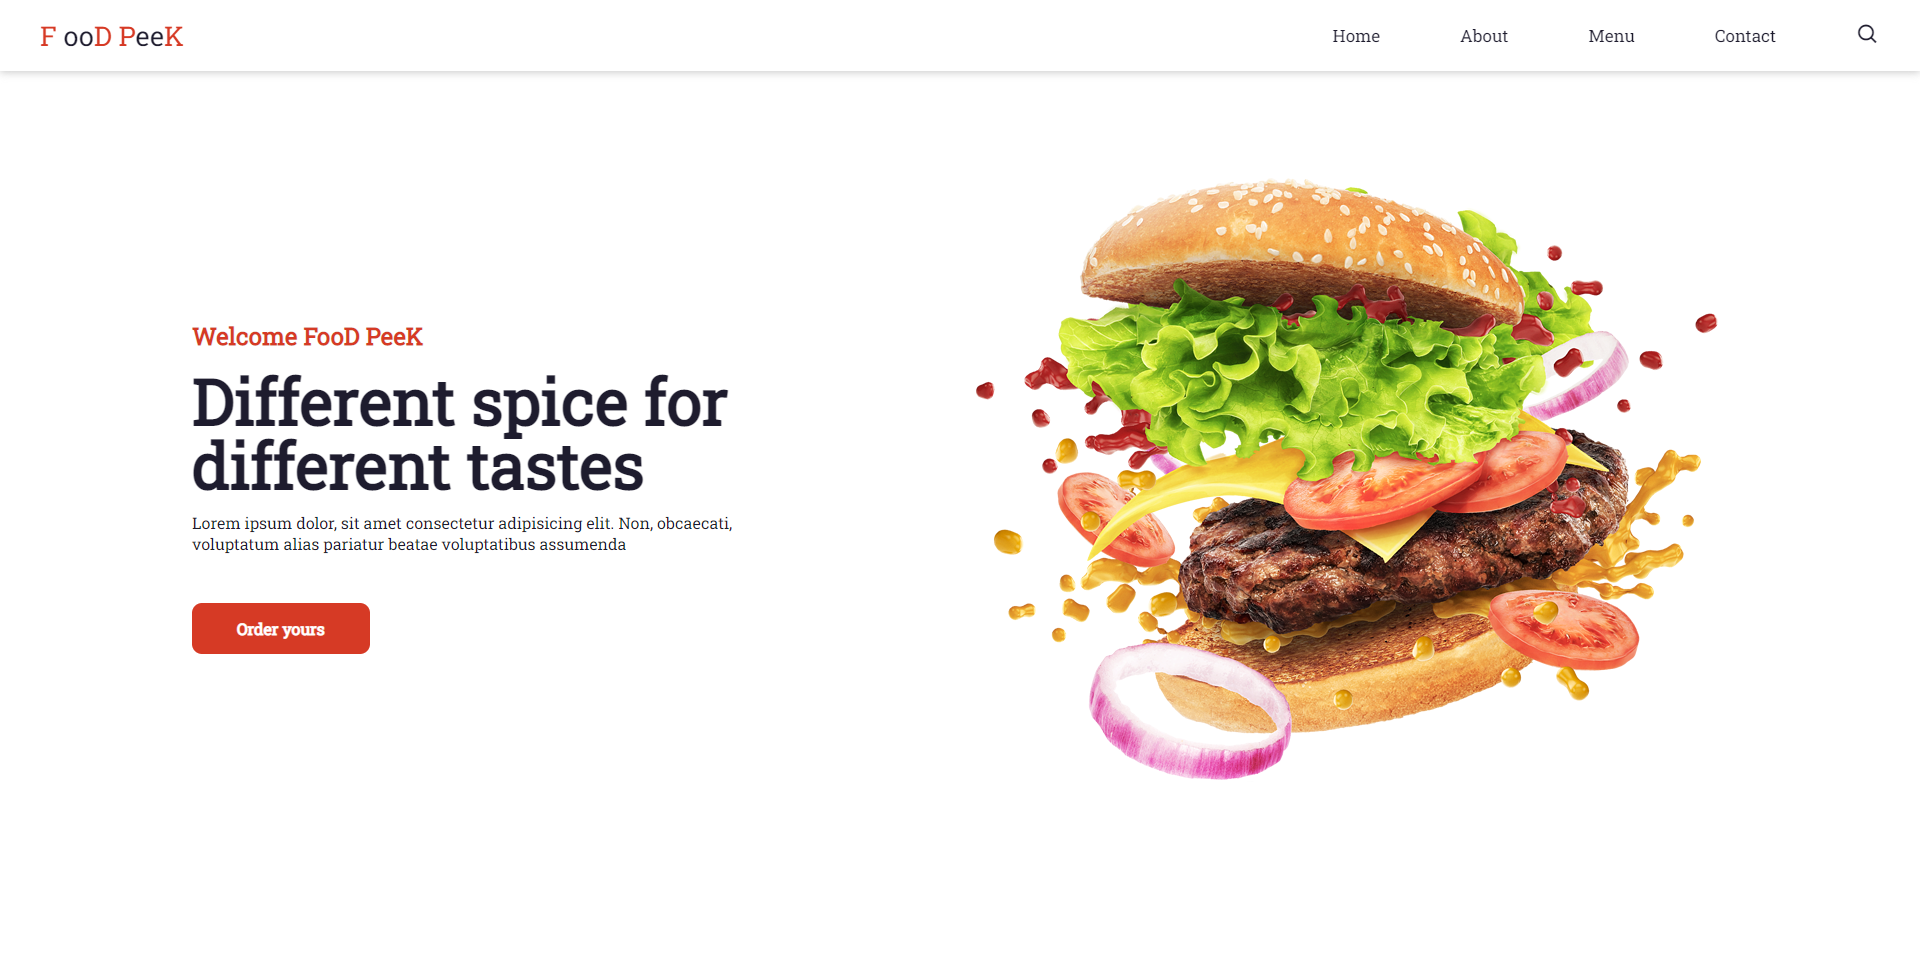 F ooD PeeK
Home About Menu Contact
Welcome FooD PeeK
Different spice for
different tastes
Lorem ipsum dolor, sit amet consectetur adipisicing elit. Non, obcaecati,
voluptatum alias pariatur beatae voluptatibus assumenda
Order yours